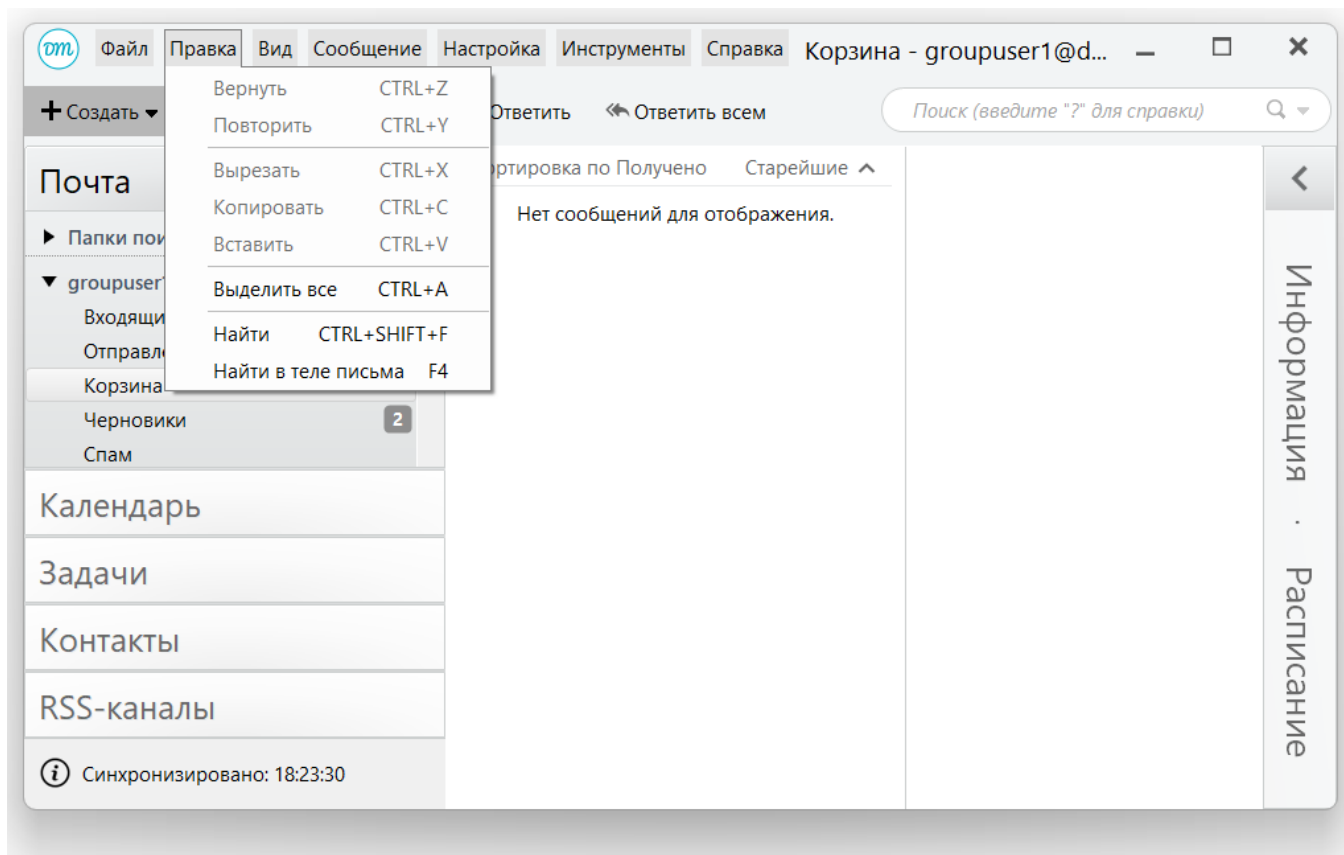 dm Файл Правка Вид Сообщение Настройка Инструменты Справка Корзина - groupuser1@d...
Создать
Вернуть CTRL+Z
Повторить CTRL+Y
Вырезать CTRL+X
Копировать CTRL+C
Вставить CTRL+V
Выделить все CTRL+A
Найти CTRL+SHIFT+F
Найти в теле письма F4
Ответить Ответить всем
Поиск (введите "?" для справки)
Почта
Папки пои
groupuser
Входящи
Отправл
Корзина
Черновики 2
Спам
Календарь
Задачи
Контакты
RSS-каналы
Синхронизировано: 18:23:30
ортировка по Получено Старейшие
Нет сообщений для отображения.
Информация · Расписание